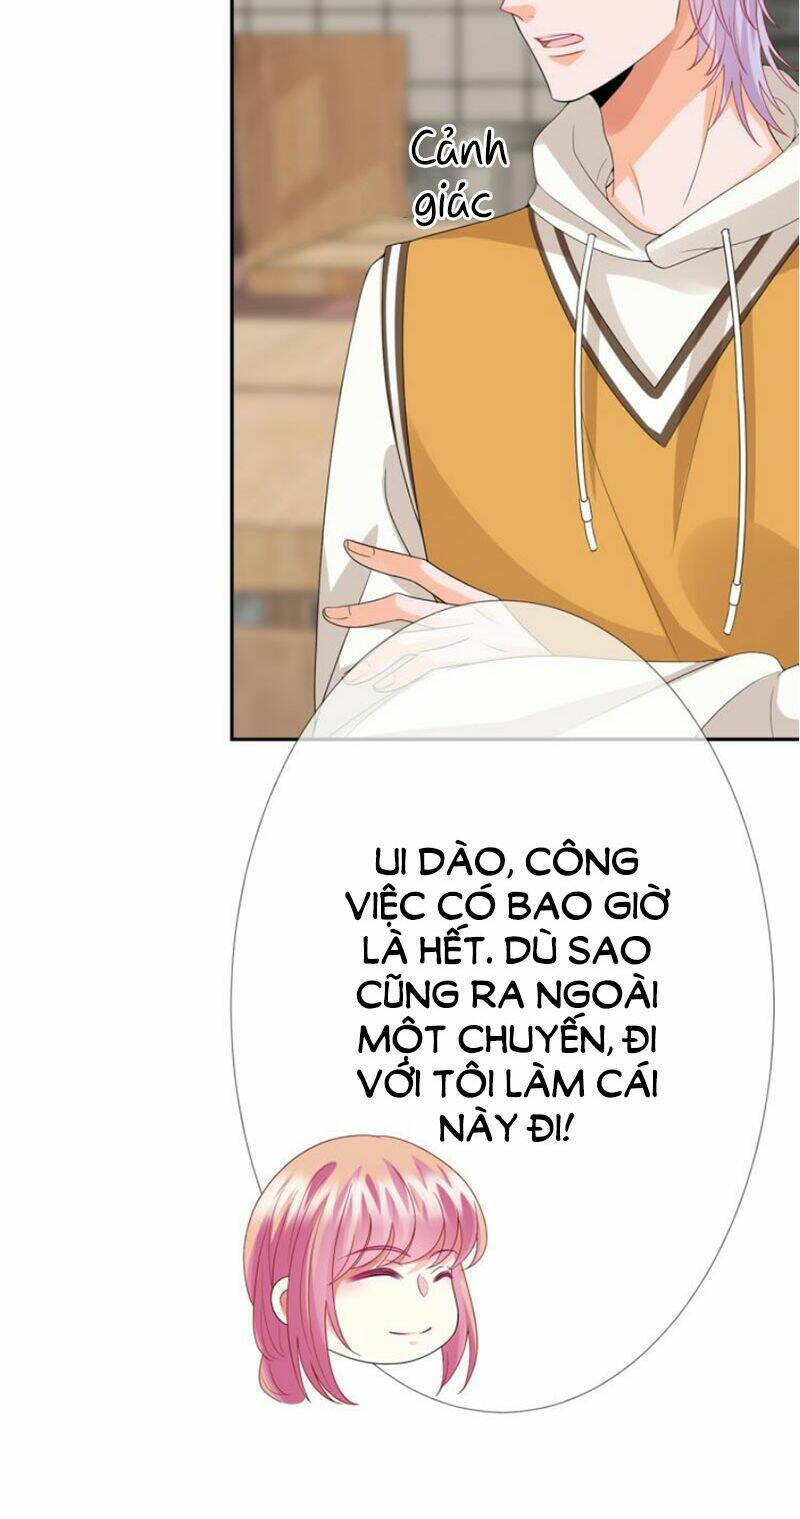 Cảnh
giác
UI DÀO, CÔNG
VIỆC CÓ BAO GIỜ
LÀ HẾT. DÙ SAO
CŨNG RA NGOÀI
MỘT CHUYẾN, ĐI
VỚI TÔI LÀM CÁI
NÀY ĐI!